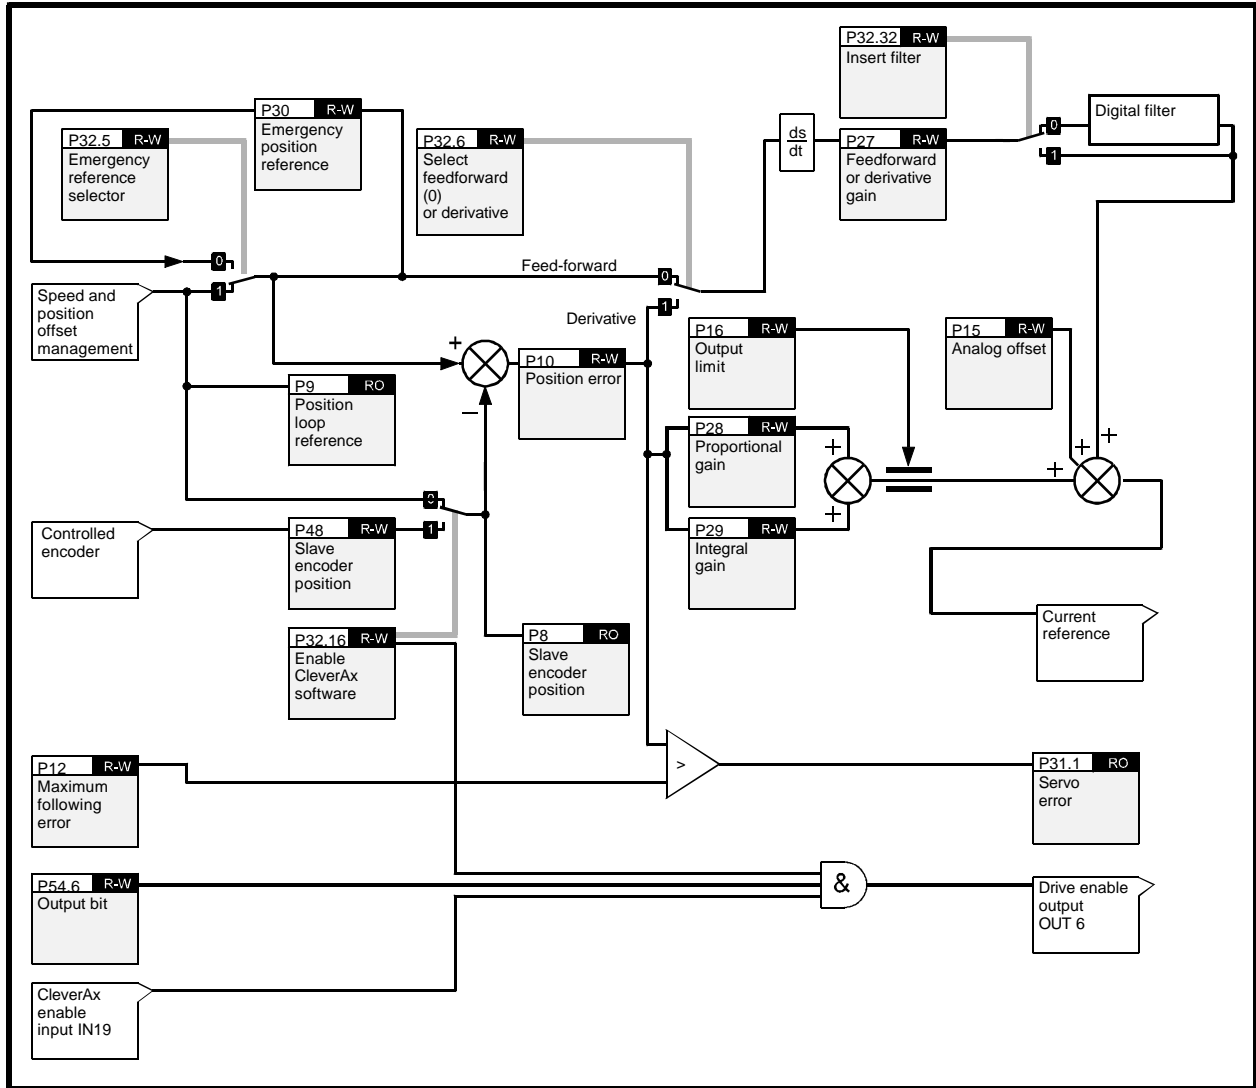 P32.32 R-W
Insert filter
P30 R-W
Emergency
position
reference
P32.5 R-W
Emergency
reference
selector
P32.6 R-W
Select
feedforward
(0)
or derivative
ds
dt
P27 R-W
Feedforward
or derivative
gain
0
1
Digital filter
0
1
Speed and
position
offset
management
Feed-forward
Derivative
0
1
P9 RO
Position
loop
reference
+
−
P10 R-W
Position error
P16 R-W
Output
limit
P15 R-W
Analog offset
P28 R-W
Proportional
gain
P29 R-W
Integral
gain
+
+
+
+
+
0
1
Controlled
encoder
P48 R-W
Slave
encoder
position
P32.16 R-W
Enable
CleverAx
software
P8 RO
Slave
encoder
position
Current
reference
P12 R-W
Maximum
following
error
>
P31.1 RO
Servo
error
P54.6 R-W
Output bit
&
Drive enable
output
OUT 6
CleverAx
enable
input IN19